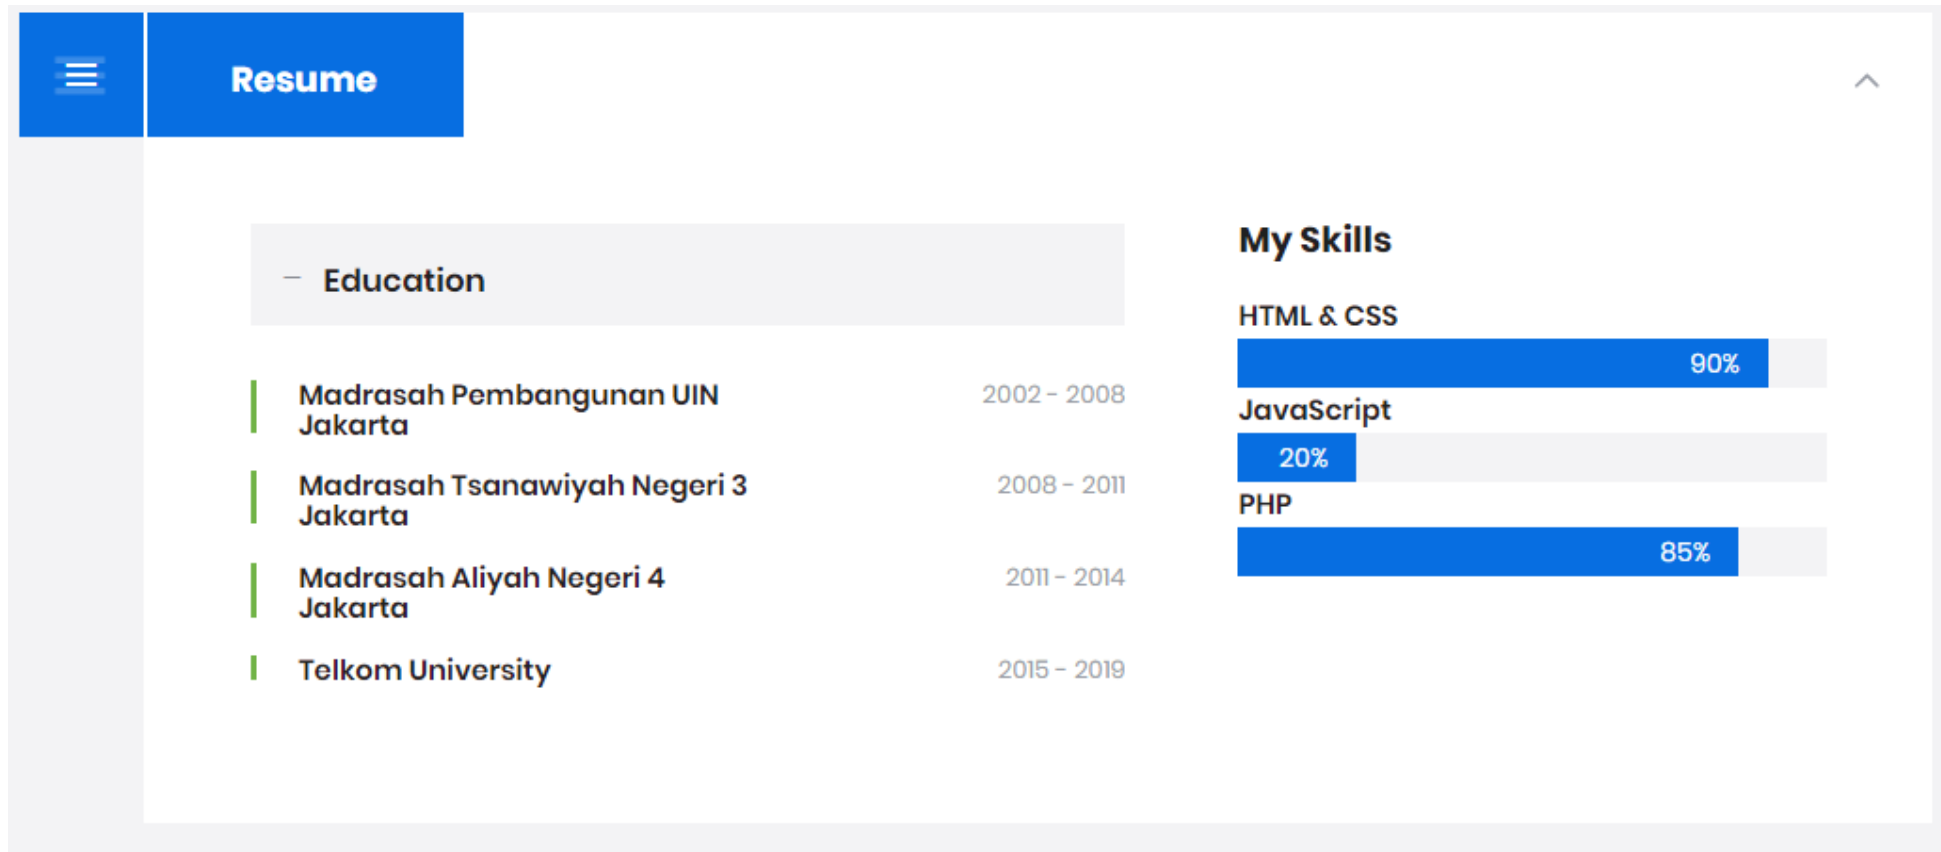 Resume
Education
Madrasah Pembangunan UIN
Jakarta
2002 - 2008
Madrasah Tsanawiyah Negeri 3
Jakarta
2008 - 2011
Madrasah Aliyah Negeri 4
Jakarta
2011 - 2014
Telkom University
2015 - 2019
My Skills
HTML & CSS
90%
JavaScript
20%
PHP
85%